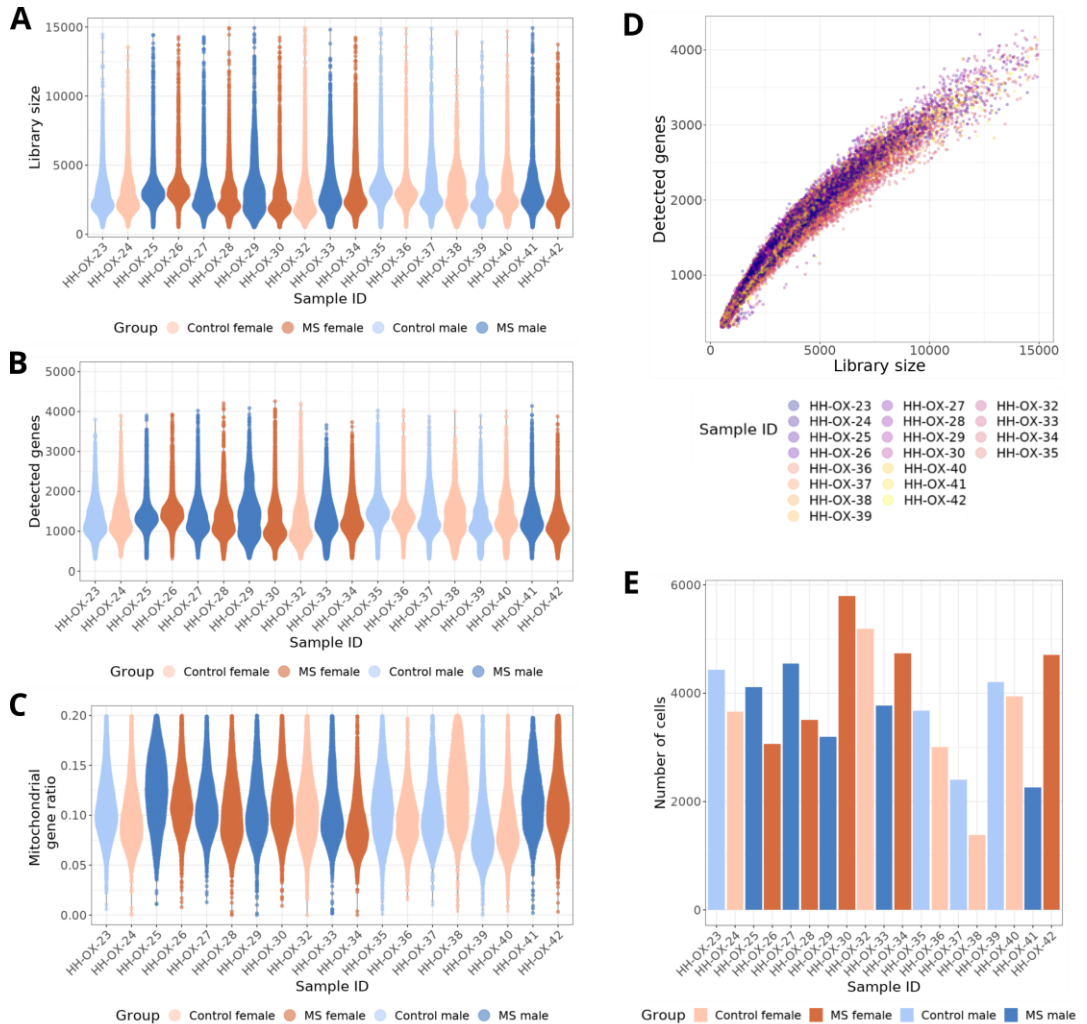 A
15000
10000
5000
0
Library size
HH-OX-23 HH-OX-24 HH-OX-25 HH-OX-26 HH-OX-27 HH-OX-28 HH-OX-29 HH-OX-30 HH-OX-32 HH-OX-33 HH-OX-34 HH-OX-35 HH-OX-36 HH-OX-37 HH-OX-38 HH-OX-39 HH-OX-40 HH-OX-41 HH-OX-42
Sample ID
Group Control female MS female Control male MS male
B
5000
4000
3000
2000
1000
0
Detected genes
HH-OX-23 HH-OX-24 HH-OX-25 HH-OX-26 HH-OX-27 HH-OX-28 HH-OX-29 HH-OX-30 HH-OX-32 HH-OX-33 HH-OX-34 HH-OX-35 HH-OX-36 HH-OX-37 HH-OX-38 HH-OX-39 HH-OX-40 HH-OX-41 HH-OX-42
Sample ID
Group Control female MS female Control male MS male
C
0.20
0.15
0.10
0.05
0.00
Mitochondrial
gene ratio
HH-OX-23 HH-OX-24 HH-OX-25 HH-OX-26 HH-OX-27 HH-OX-28 HH-OX-29 HH-OX-30 HH-OX-32 HH-OX-33 HH-OX-34 HH-OX-35 HH-OX-36 HH-OX-37 HH-OX-38 HH-OX-39 HH-OX-40 HH-OX-41 HH-OX-42
Sample ID
Group Control female MS female Control male MS male
D
4000
3000
2000
1000
Detected genes
0 5000 10000 15000
Library size
Sample ID
HH-OX-23 HH-OX-27 HH-OX-32
HH-OX-24 HH-OX-28 HH-OX-33
HH-OX-25 HH-OX-29 HH-OX-34
HH-OX-26 HH-OX-30 HH-OX-35
HH-OX-36 HH-OX-40
HH-OX-37 HH-OX-41
HH-OX-38 HH-OX-42
HH-OX-39
E
6000
4000
2000
0
Number of cells
HH-OX-23 HH-OX-24 HH-OX-25 HH-OX-26 HH-OX-27 HH-OX-28 HH-OX-29 HH-OX-30 HH-OX-32 HH-OX-33 HH-OX-34 HH-OX-35 HH-OX-36 HH-OX-37 HH-OX-38 HH-OX-39 HH-OX-40 HH-OX-41 HH-OX-42
Sample ID
Group Control female MS female Control male MS male